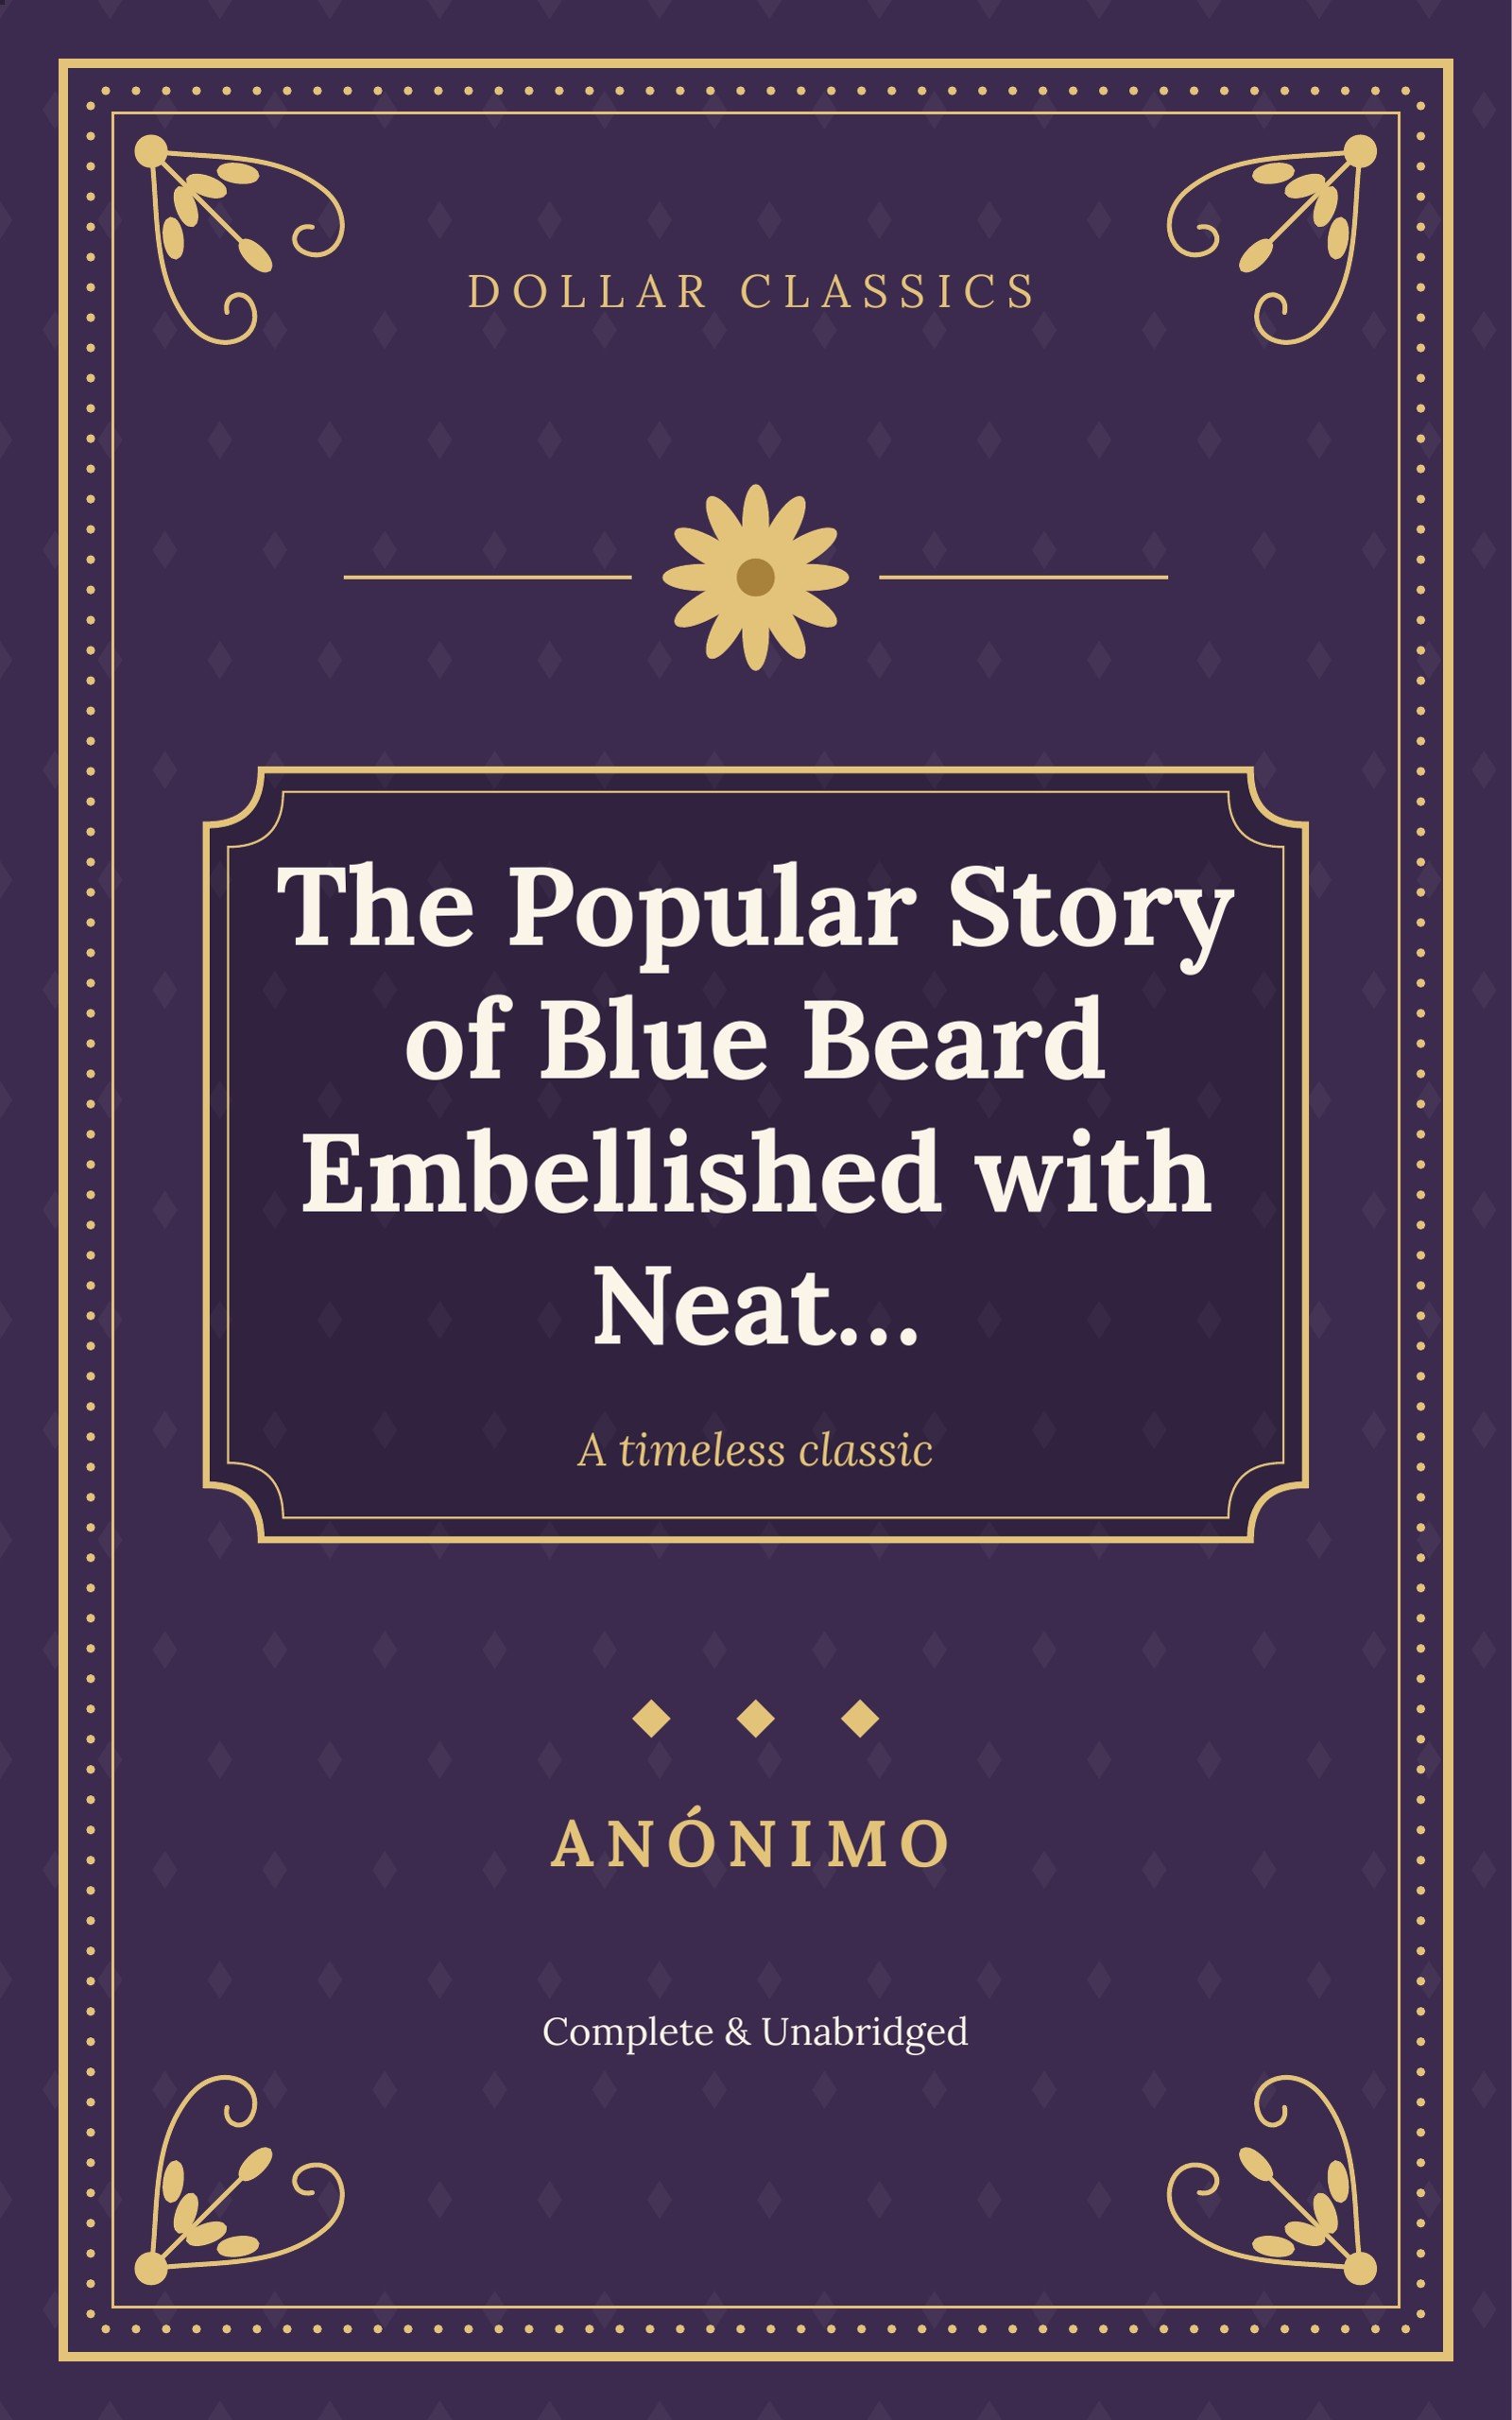 DOLLAR CLASSICS
The Popular Story
of Blue Beard
Embellished with
Neat...
A timeless classic
ANÓNIMO
Complete & Unabridged